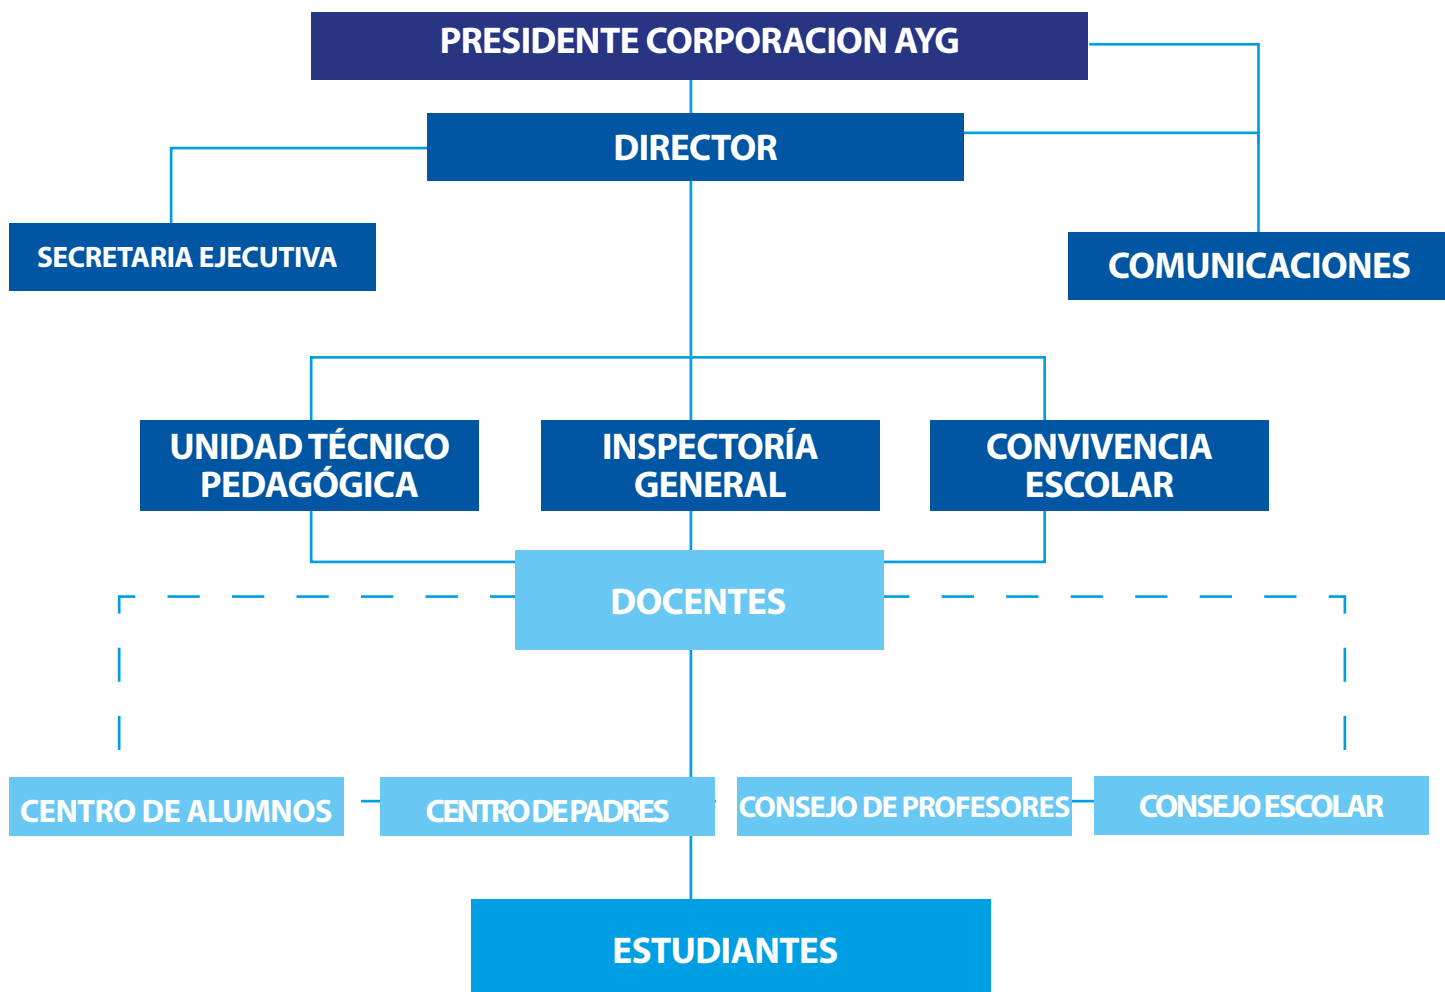 PRESIDENTE CORPORACION AYG
DIRECTOR
SECRETARIA EJECUTIVA
COMUNICACIONES
UNIDAD TÉCNICO
PEDAGÓGICA
INSPECTORÍA
GENERAL
CONVIVENCIA
ESCOLAR
DOCENTES
CENTRO DE ALUMNOS
CENTRO DE PADRES
CONSEJO DE PROFESORES
CONSEJO ESCOLAR
ESTUDIANTES